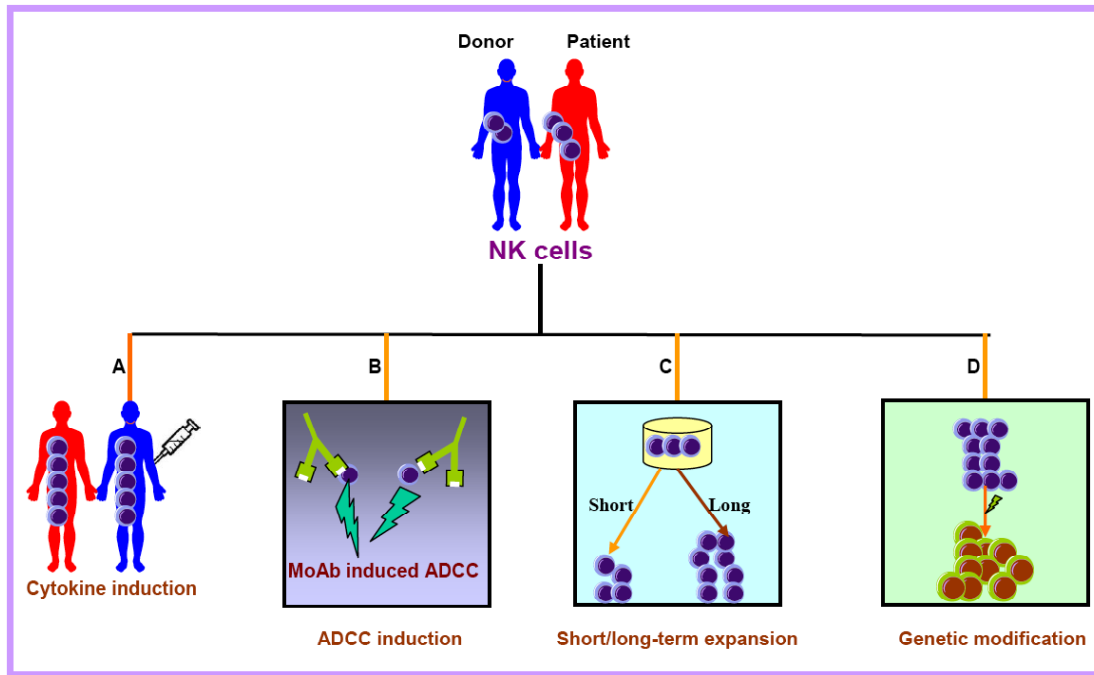 Donor Patient
NK cells
A B C D
Short Long
MoAb induced ADCC
Cytokine induction
ADCC induction Short/long-term expansion Genetic modification